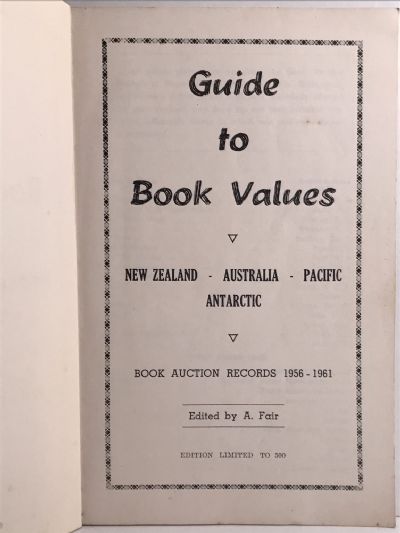 Guide
to
Book Values
NEW ZEALAND - AUSTRALIA - PACIFIC
ANTARCTIC
BOOK AUCTION RECORDS 1956 - 1961
Edited by A. Fair
EDITION LIMITED TO 500